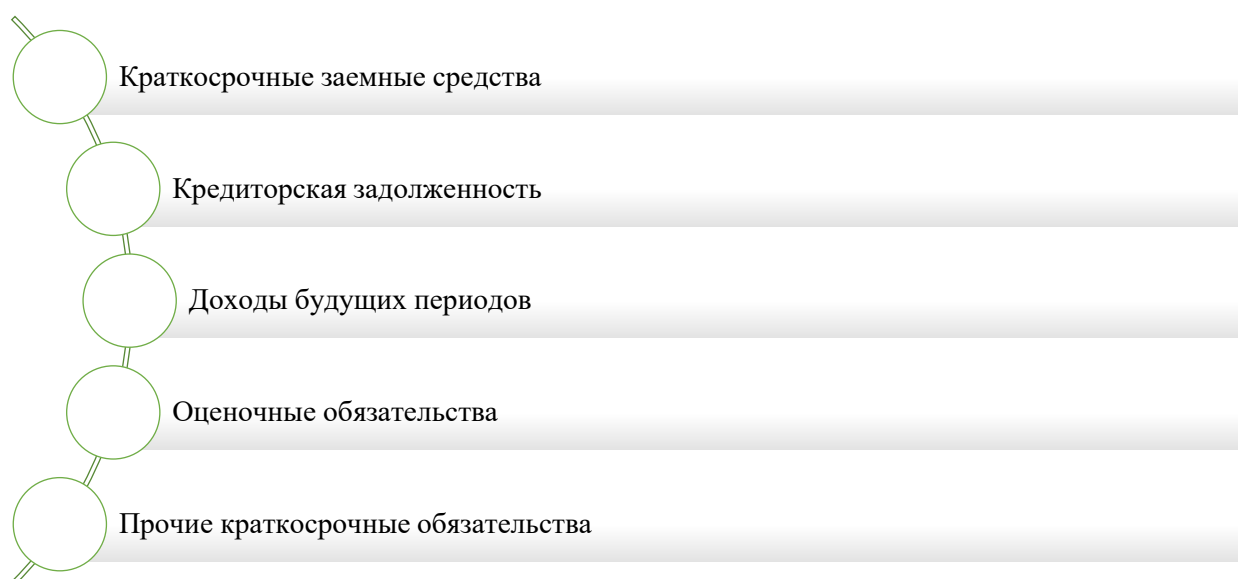 Краткосрочные заемные средства
Кредиторская задолженность
Доходы будущих периодов
Оценочные обязательства
Прочие краткосрочные обязательства